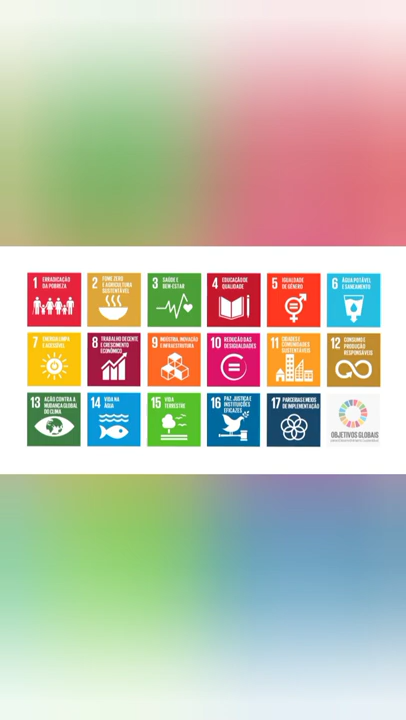 1 ERRADICAÇÃO
DA POBREZA
2 FOME ZERO
E AGRICULTURA
SUSTENTÁVEL
3 SAÚDE E
BEM-ESTAR
4 EDUCAÇÃO DE
QUALIDADE
5 IGUALDADE
DE GÊNERO
6 ÁGUA POTÁVEL
E SANEAMENTO
7 ENERGIA LIMPA
E ACESSÍVEL
8 TRABALHO DECENTE
E CRESCIMENTO
ECONÔMICO
9 INDÚSTRIA, INOVAÇÃO
E INFRAESTRUTURA
10 REDUÇÃO DAS
DESIGUALDADES
11 CIDADES E
COMUNIDADES
SUSTENTÁVEIS
12 CONSUMO E
PRODUÇÃO
RESPONSÁVEIS
13 AÇÃO CONTRA A
MUDANÇA GLOBAL
DO CLIMA
14 VIDA NA
ÁGUA
15 VIDA
TERRESTRE
16 PAZ, JUSTIÇA E
INSTITUIÇÕES
EFICAZES
17 PARCERIAS E MEIOS
DE IMPLEMENTAÇÃO
OBJETIVOS GLOBAIS